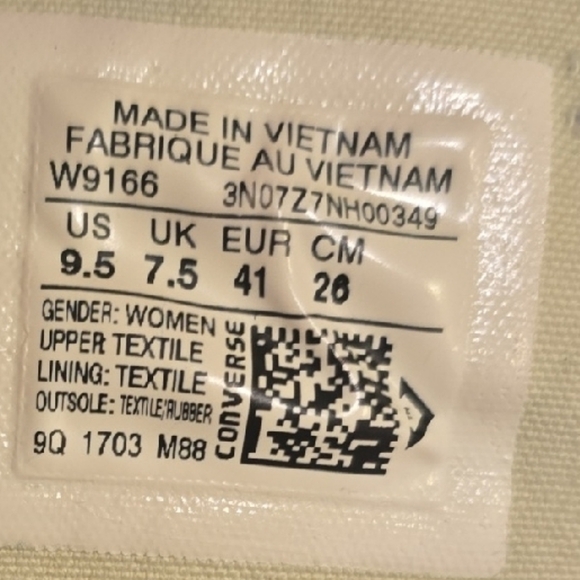 MADE IN VIETNAM
FABRIQUE AU VIETNAM
W9166 3N07Z7NH00349
US UK EUR CM
9.5 7.5 41 26
GENDER: WOMEN
UPPER TEXTILE
LINING: TEXTILE
OUTSOLE: TEXTILE/RUBBER
9Q 1703 M88
CONVERSE